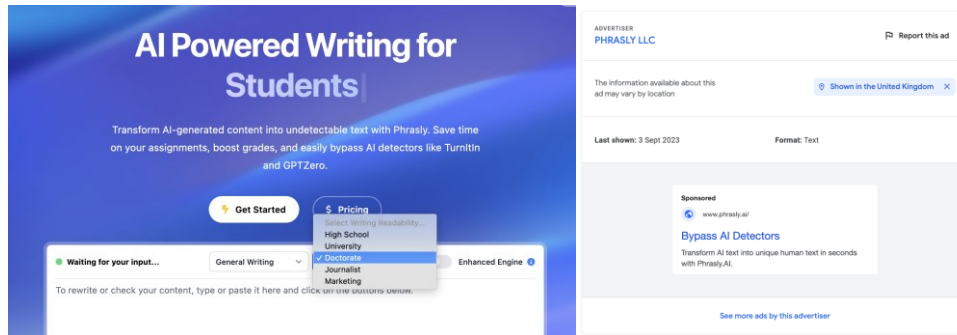 AI Powered Writing for
Students
Transform AI-generated content into undetectable text with Phrasly. Save time
on your assignments, boost grades, and easily bypass AI detectors like TurnItIn
and GPTZero.
Get Started
$ Pricing
Select Writing Readability...
High School
University
✓ Doctorate
Journalist
Marketing
Waiting for your input...
General Writing
Enhanced Engine
To rewrite or check your content, type or paste it here and click on the buttons below.
ADVERTISER
PHRASLY LLC
Report this ad
The information available about this
ad may vary by location
Shown in the United Kingdom X
Last shown: 3 Sept 2023
Format: Text
Sponsored
www.phrasly.ai/
Bypass AI Detectors
Transform AI text into unique human text in seconds
with Phrasly.AI.
See more ads by this advertiser